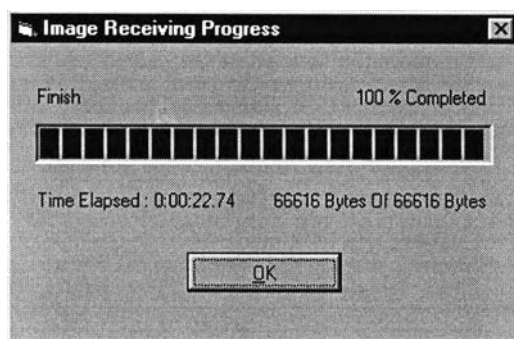 Image Receiving Progress
Finish 100 % Completed
Time Elapsed : 0:00:22.74 66616 Bytes Of 66616 Bytes
OK